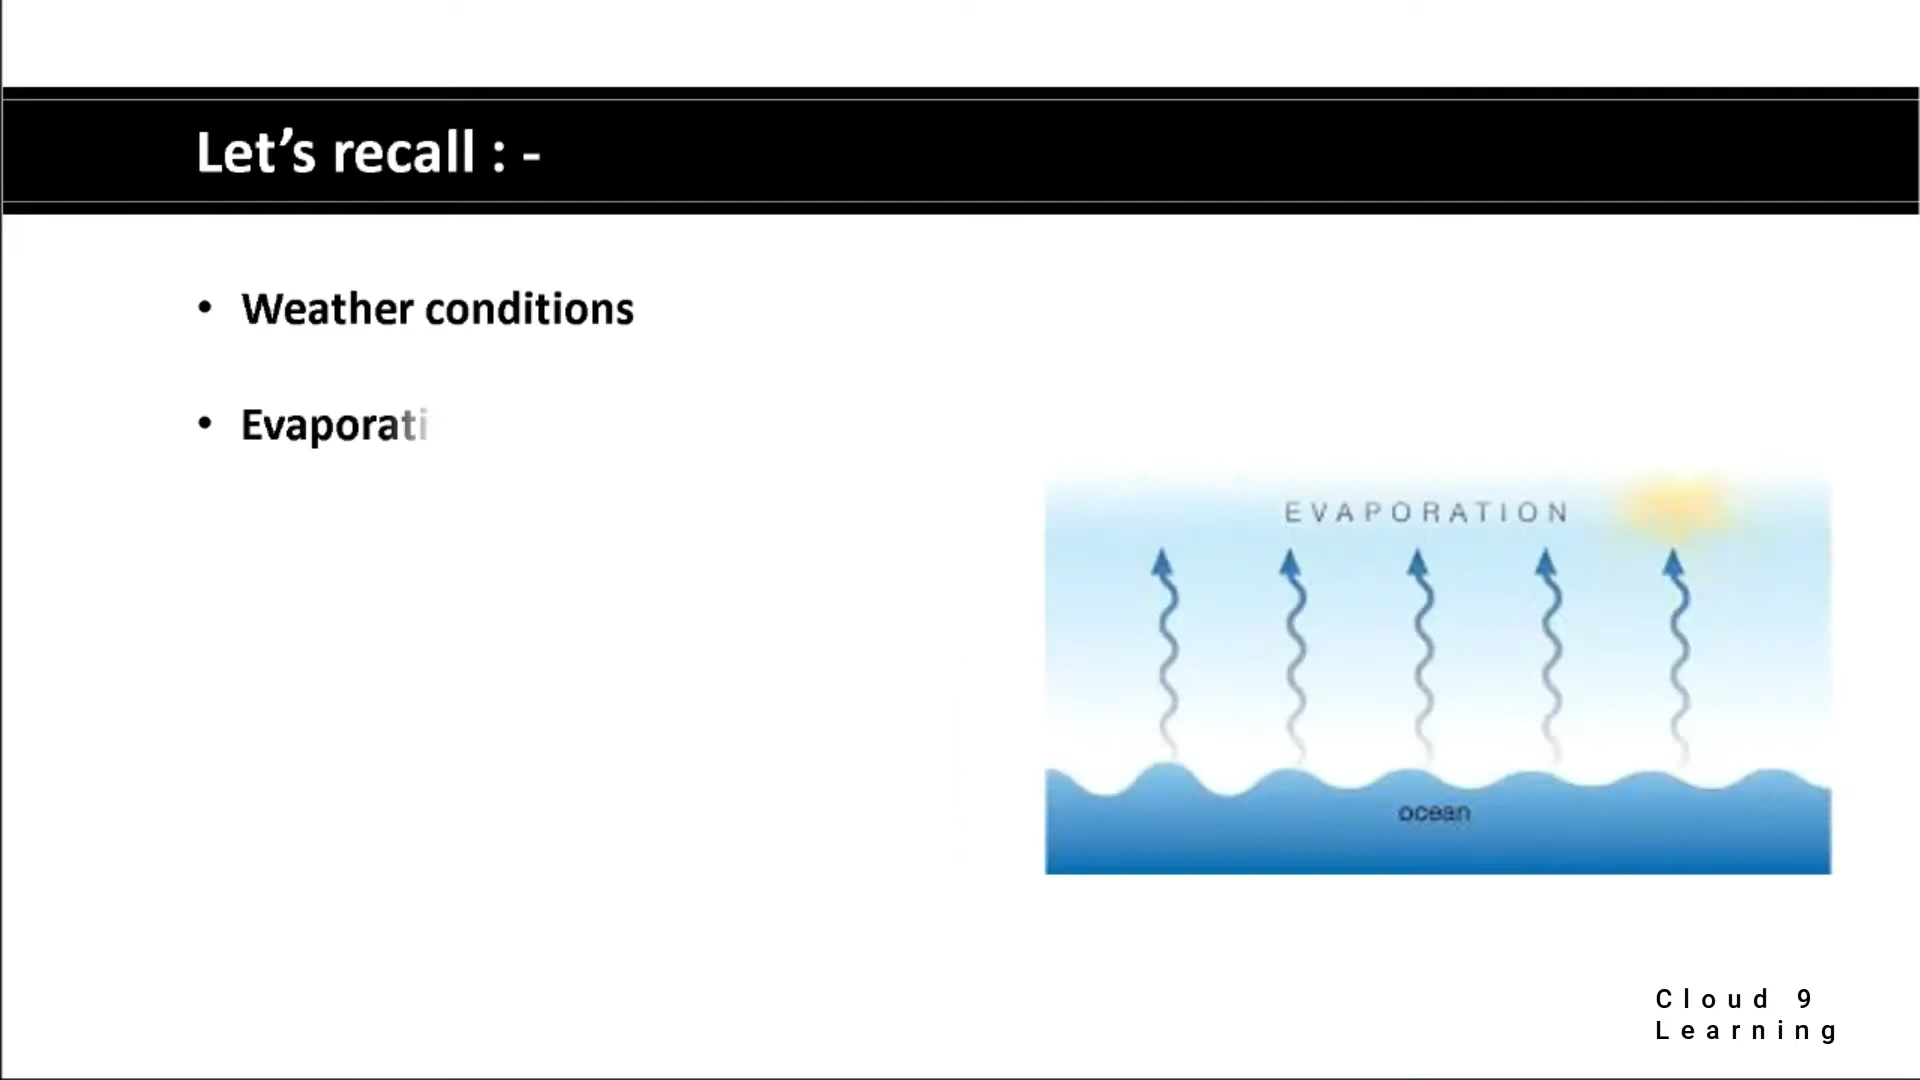 Let’s recall : -
• Weather conditions
• Evaporati
EVAPORATION
ocean
Cloud 9
Learning